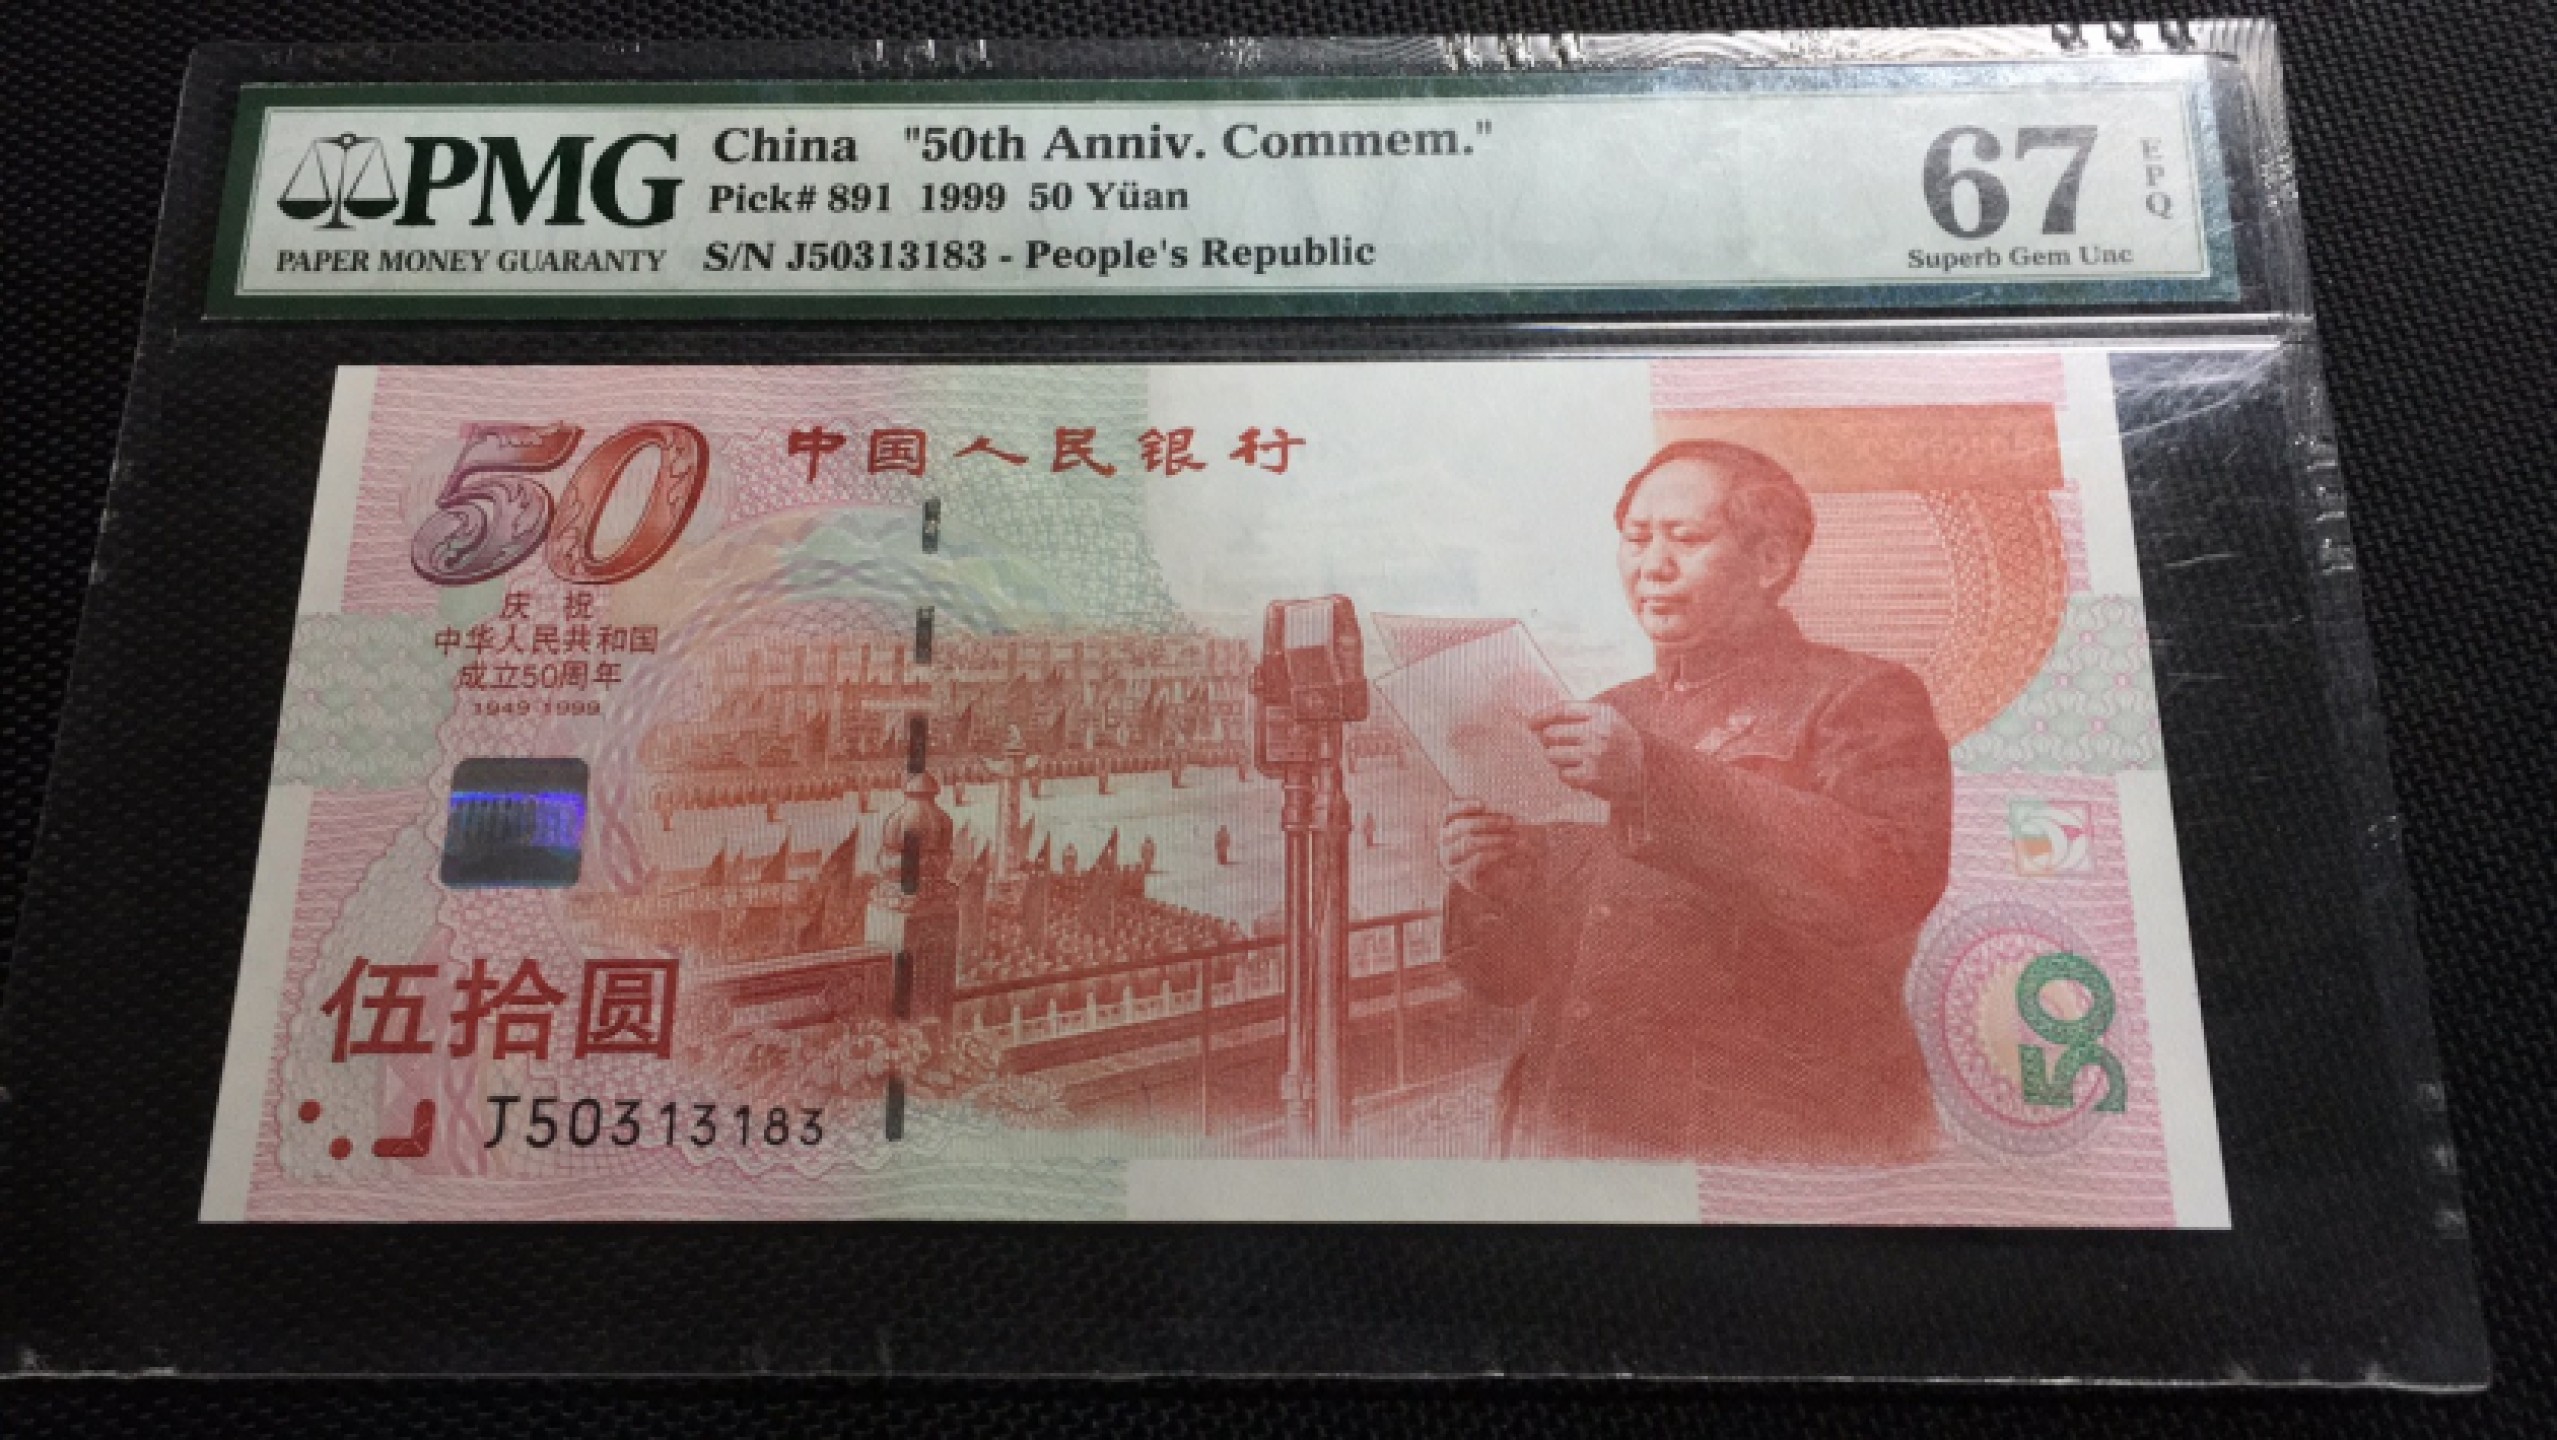 PMG
PAPER MONEY GUARANTY
China "50th Anniv. Commem."
Pick# 891 1999 50 Yüan
S/N J50313183 - People's Republic
67
EPQ
Superb Gem Unc
50
中国人民银行
庆 祝
中华人民共和国
成立50周年
1949-1999
伍拾圆
J50313183
50